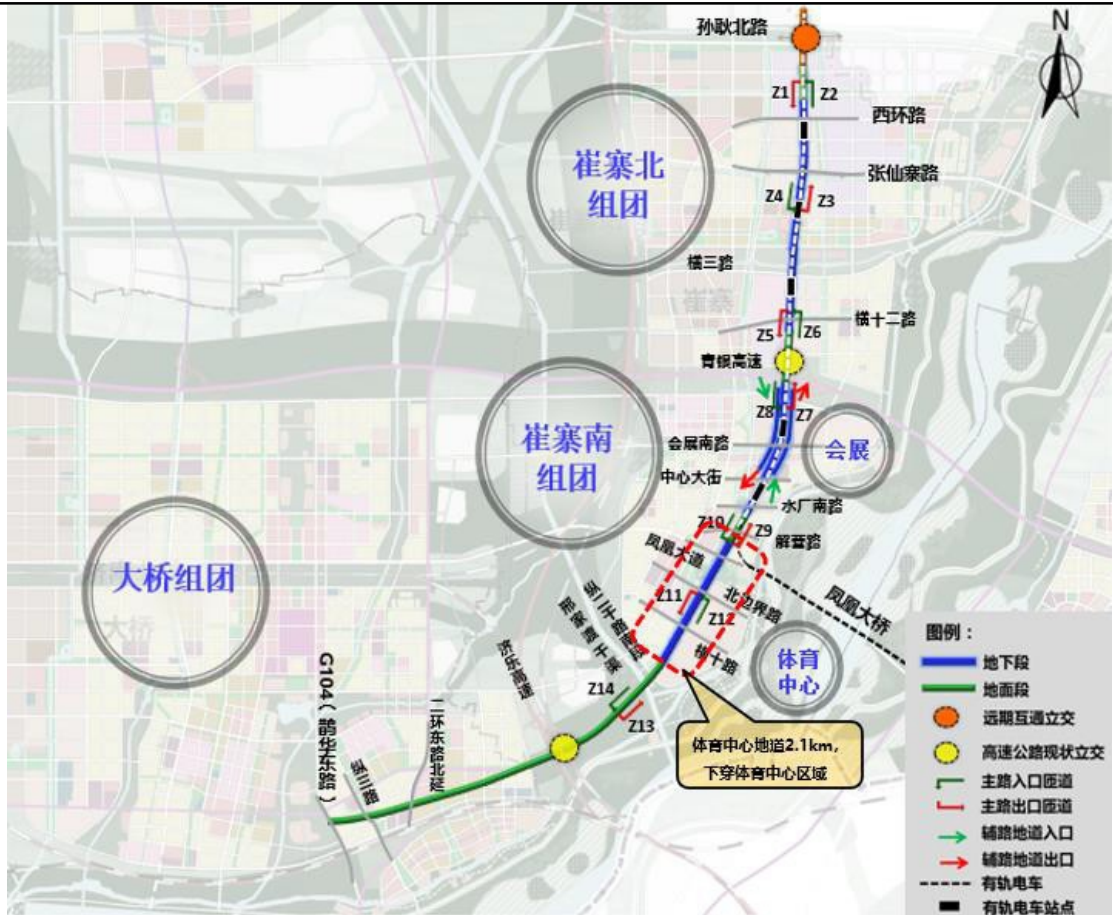 孙耿北路
N
Z1
Z2
西环路
崔寨北
组团
张仙寨路
Z4
Z3
横三路
崔寨
横十二路
Z5
Z6
青银高速
Z8
Z7
崔寨南
组团
会展南路
会展
中心大街
水厂南路
Z10
Z9
解营路
凤凰大道
大桥组团
大桥
北边界路
凤凰大桥
Z11
Z12
横十路
体育
中心
济乐高速
Z14
Z13
G104（鹊华东路）
纵三路
二环东路北延
体育中心地道2.1km，
下穿体育中心区域
图例：
地下段
地面段
远期互通立交
高速公路现状立交
主路入口匝道
主路出口匝道
辅路地道入口
辅路地道出口
有轨电车
有轨电车站点